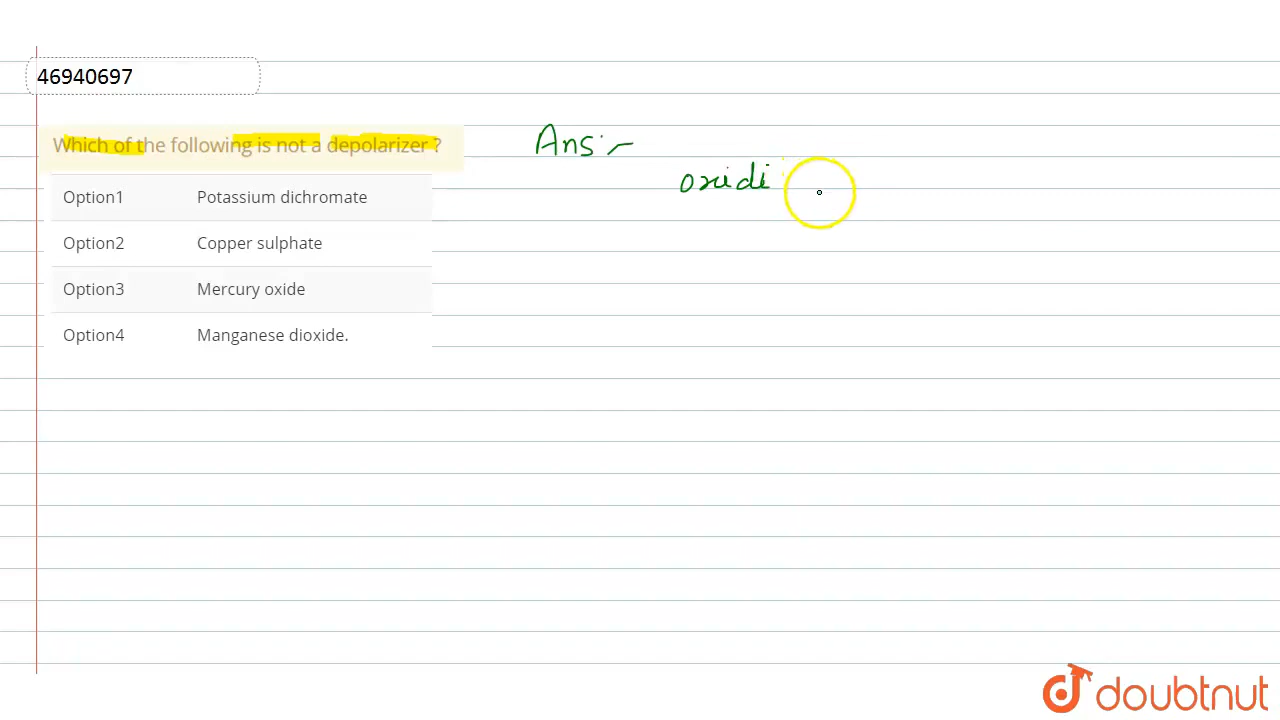 46940697
Which of the following is not a depolarizer ?
Ans :-
oxidi
Option1 Potassium dichromate
Option2 Copper sulphate
Option3 Mercury oxide
Option4 Manganese dioxide.
doubtnut